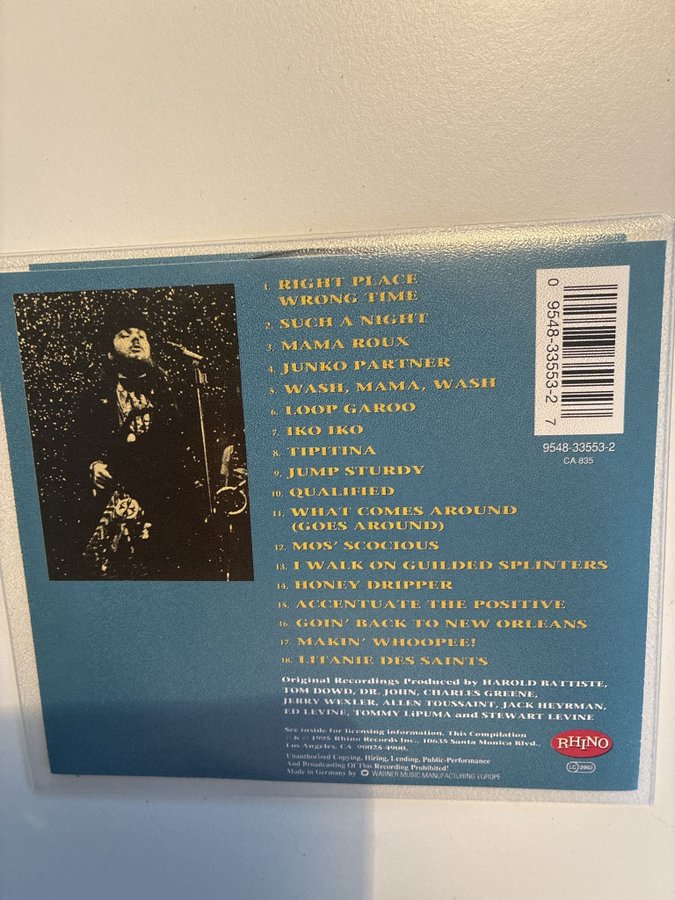 1. RIGHT PLACE
WRONG TIME
2. SUCH A NIGHT
3. MAMA ROUX
4. JUNKO PARTNER
5. WASH, MAMA, WASH
6. LOOP GAROO
7. IKO IKO
8. TIPITINA
9. JUMP STURDY
10. QUALIFIED
11. WHAT COMES AROUND
(GOES AROUND)
12. MOS' SCOCIOUS
13. I WALK ON GUILDED SPLINTERS
14. HONEY DRIPPER
15. ACCENTUATE THE POSITIVE
16. GOIN' BACK TO NEW ORLEANS
17. MAKIN' WHOOPEE!
18. LITANIE DES SAINTS
Original Recordings Produced by HAROLD BATTISTE,
TOM DOWD, DR. JOHN, CHARLES GREENE,
JERRY WEXLER, ALLEN TOUSSAINT, JACK HEYRMAN,
ED LEVINE, TOMMY LiPUMA and STEWART LEVINE
See inside for licensing information. This Compilation
℗ & © 1995 Rhino Records Inc., 10635 Santa Monica Blvd.,
Los Angeles, CA 90025-4900.
Unauthorized Copying, Hiring, Lending, Public-Performance
And Broadcasting Of This Recording Prohibited!
Made in Germany by WARNER MUSIC MANUFACTURING EUROPE
0 9548-33553-2 7
9548-33553-2
CA 835
RHINO
LC 2982